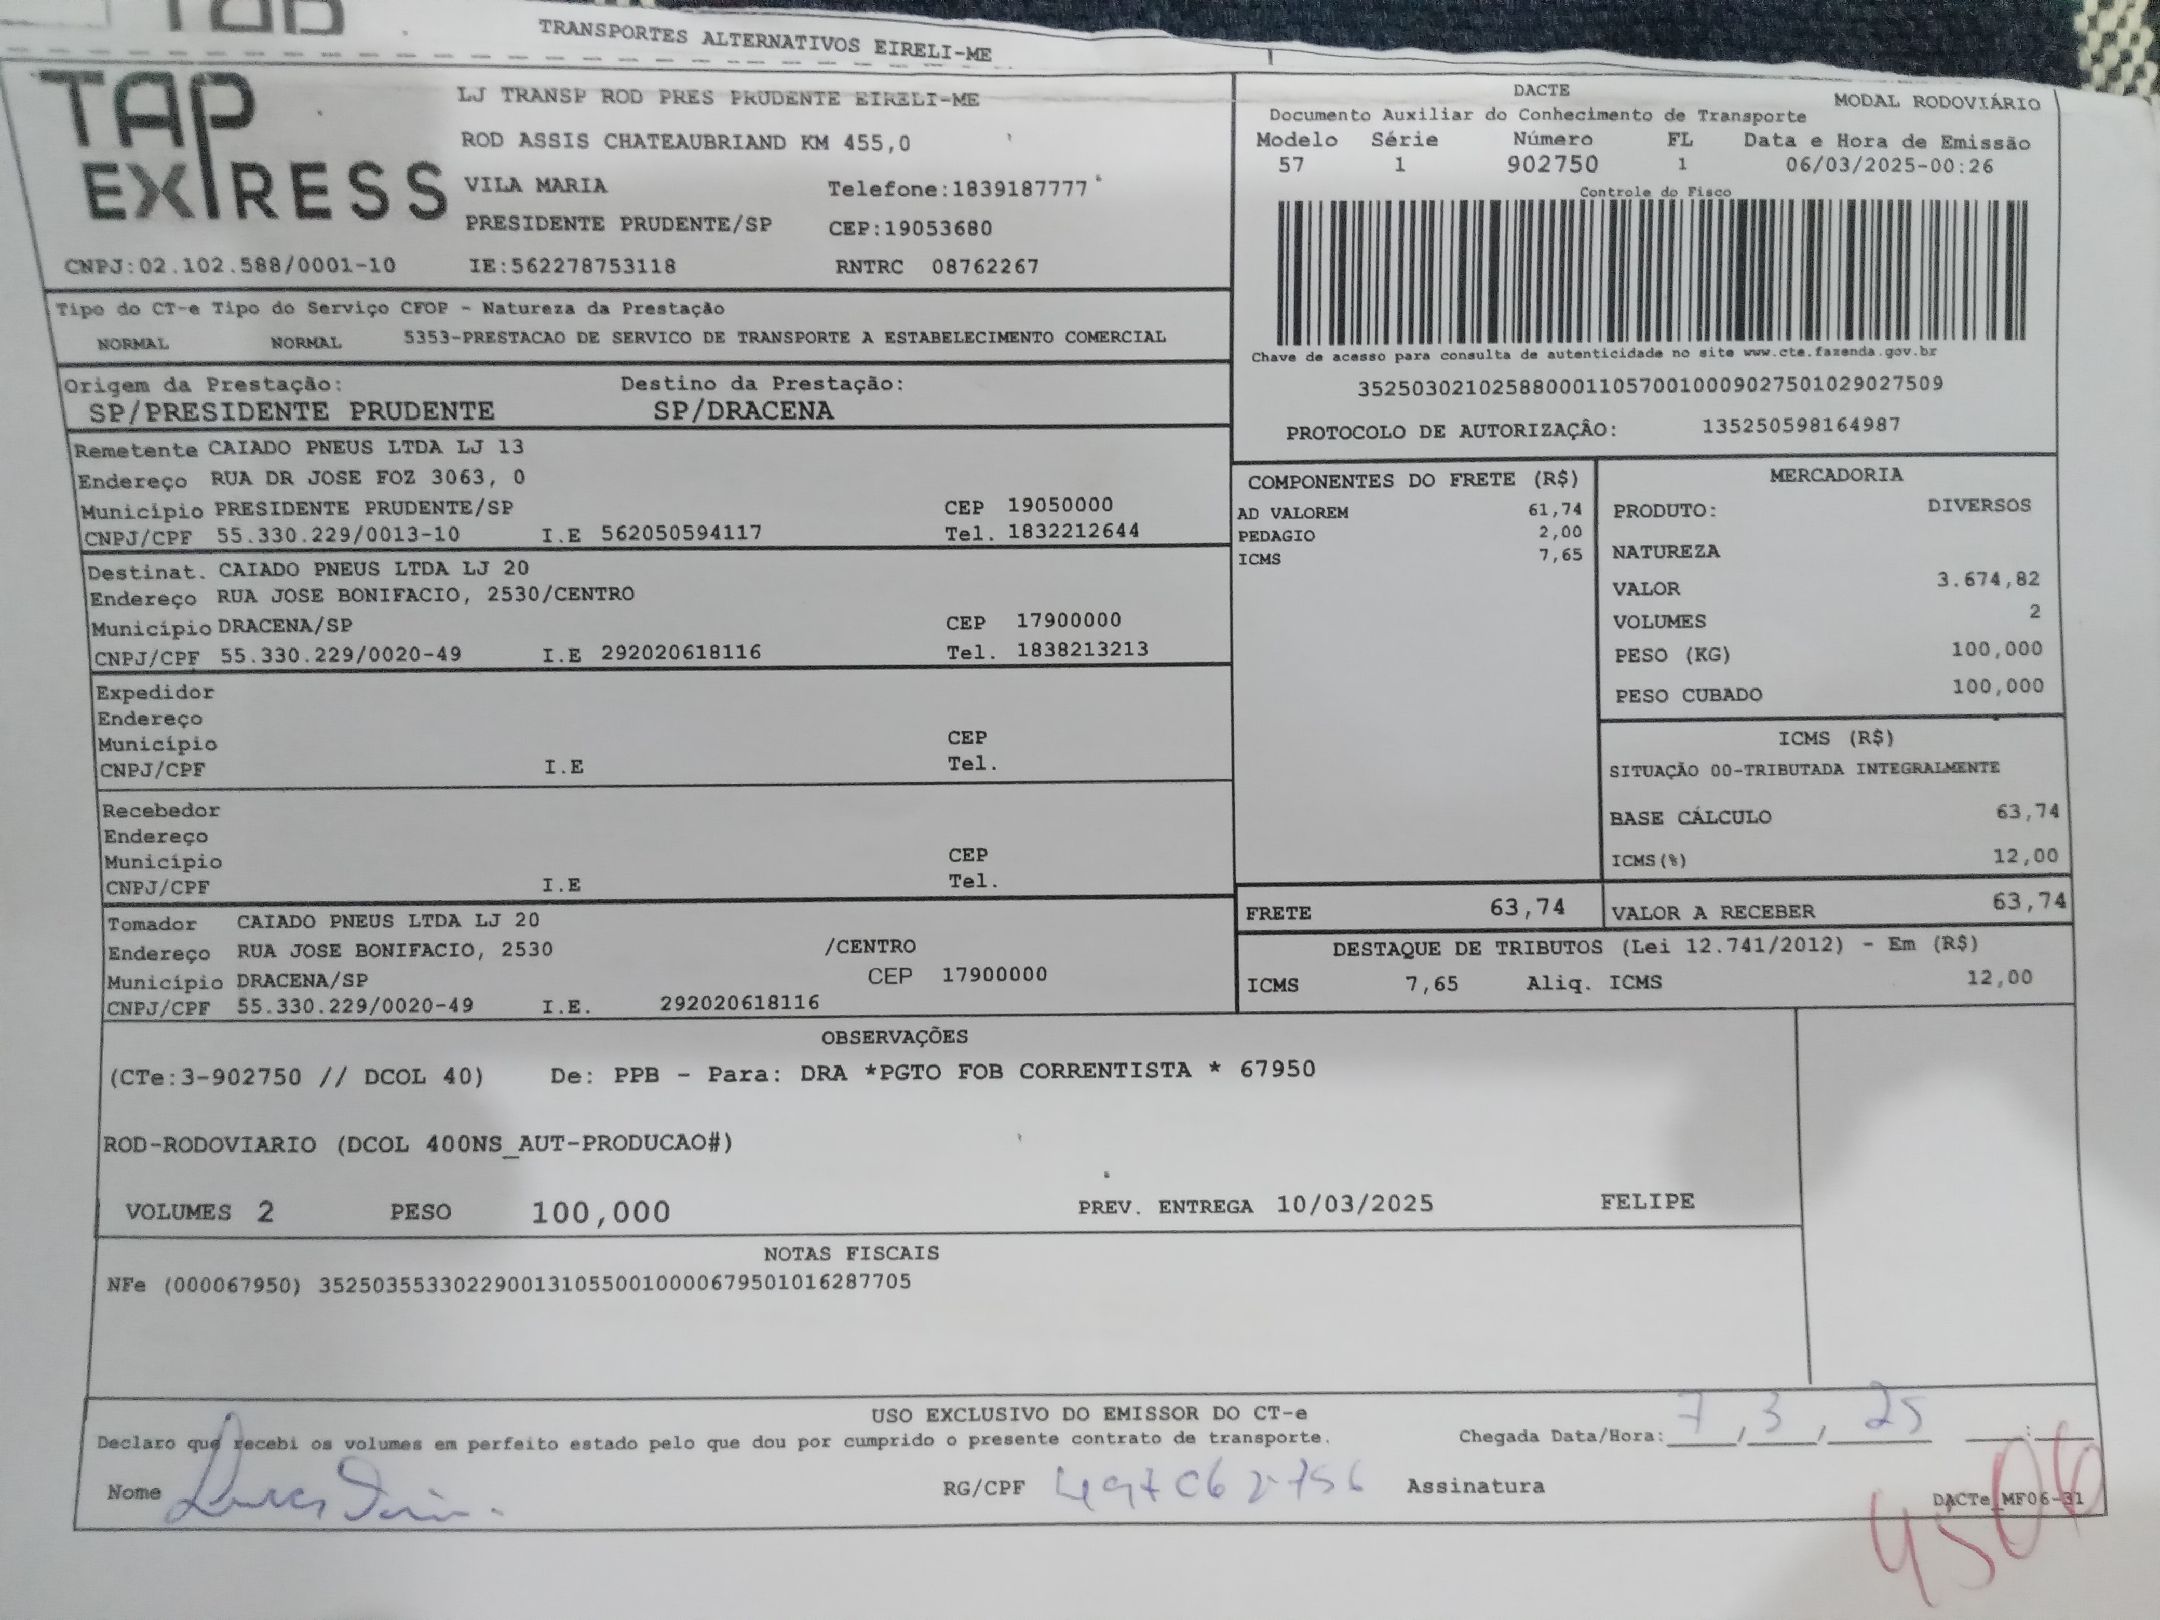 TRANSPORTES ALTERNATIVOS EIRELI-ME
TAP EXPRESS
LJ TRANSP ROD PRES PRUDENTE EIRELI-ME
ROD ASSIS CHATEAUBRIAND KM 455,0
VILA MARIA Telefone:1839187777
PRESIDENTE PRUDENTE/SP CEP:19053680
CNPJ:02.102.588/0001-10 IE:562278753118 RNTRC 08762267
DACTE MODAL RODOVIÁRIO
Documento Auxiliar do Conhecimento de Transporte
Modelo Série Número FL Data e Hora de Emissão
57 1 902750 1 06/03/2025-00:26
Controle do Fisco
Chave de acesso para consulta de autenticidade no site www.cte.fazenda.gov.br
35250302102588000110570010009027501029027509
PROTOCOLO DE AUTORIZAÇÃO: 135250598164987
Tipo do CT-e Tipo do Serviço CFOP - Natureza da Prestação
NORMAL NORMAL 5353-PRESTACAO DE SERVICO DE TRANSPORTE A ESTABELECIMENTO COMERCIAL
Origem da Prestação: Destino da Prestação:
SP/PRESIDENTE PRUDENTE SP/DRACENA
Remetente CAIADO PNEUS LTDA LJ 13
Endereço RUA DR JOSE FOZ 3063, 0
Município PRESIDENTE PRUDENTE/SP CEP 19050000
CNPJ/CPF 55.330.229/0013-10 I.E 562050594117 Tel. 1832212644
Destinat. CAIADO PNEUS LTDA LJ 20
Endereço RUA JOSE BONIFACIO, 2530/CENTRO
Município DRACENA/SP CEP 17900000
CNPJ/CPF 55.330.229/0020-49 I.E 292020618116 Tel. 1838213213
Expedidor
Endereço
Município CEP
CNPJ/CPF I.E Tel.
Recebedor
Endereço
Município CEP
CNPJ/CPF I.E Tel.
Tomador CAIADO PNEUS LTDA LJ 20
Endereço RUA JOSE BONIFACIO, 2530 /CENTRO
Município DRACENA/SP CEP 17900000
CNPJ/CPF 55.330.229/0020-49 I.E. 292020618116
COMPONENTES DO FRETE (R$)
AD VALOREM 61,74
PEDAGIO 2,00
ICMS 7,65
MERCADORIA
PRODUTO: DIVERSOS
NATUREZA
VALOR 3.674,82
VOLUMES 2
PESO (KG) 100,000
PESO CUBADO 100,000
ICMS (R$)
SITUAÇÃO 00-TRIBUTADA INTEGRALMENTE
BASE CÁLCULO 63,74
ICMS(%) 12,00
FRETE 63,74 VALOR A RECEBER 63,74
DESTAQUE DE TRIBUTOS (Lei 12.741/2012) - Em (R$)
ICMS 7,65 Aliq. ICMS 12,00
OBSERVAÇÕES
(CTe:3-902750 // DCOL 40) De: PPB - Para: DRA *PGTO FOB CORRENTISTA * 67950
ROD-RODOVIARIO (DCOL 400NS_AUT-PRODUCAO#)
VOLUMES 2 PESO 100,000 PREV. ENTREGA 10/03/2025 FELIPE
NOTAS FISCAIS
NFe (000067950) 35250355330229001310550010000679501016287705
USO EXCLUSIVO DO EMISSOR DO CT-e
Declaro que recebi os volumes em perfeito estado pelo que dou por cumprido o presente contrato de transporte. Chegada Data/Hora: 7/3/25
Nome RG/CPF Assinatura
DACTe_MF06-31